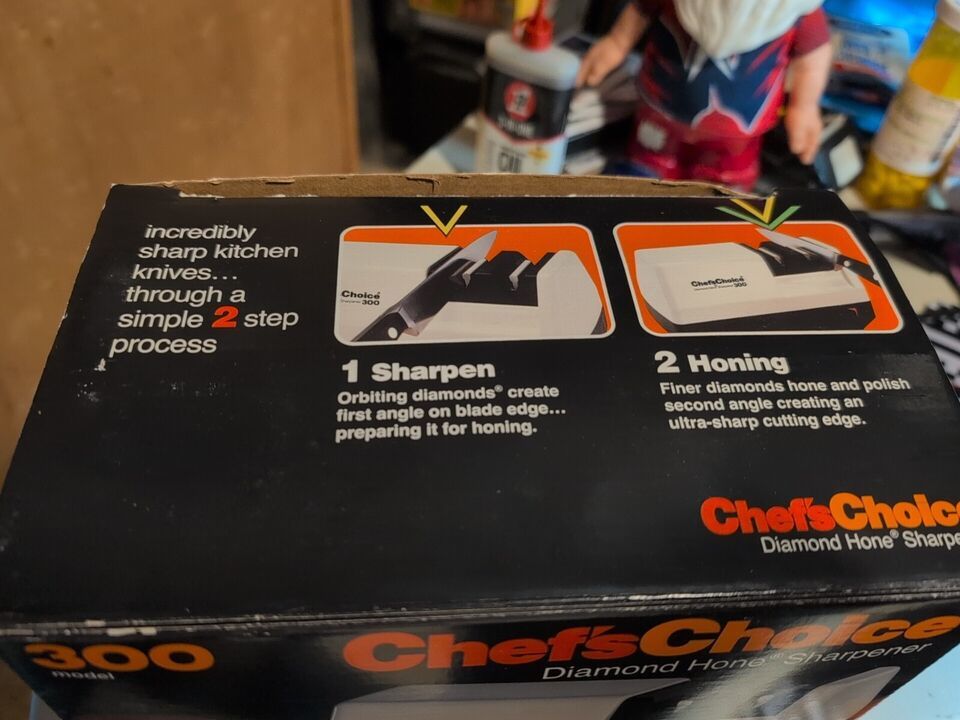 incredibly
sharp kitchen
knives...
through a
simple 2 step
process
Choice®
300
1 Sharpen
Orbiting diamonds® create
first angle on blade edge...
preparing it for honing.
Chef'sChoice®
300
2 Honing
Finer diamonds hone and polish
second angle creating an
ultra-sharp cutting edge.
Chef'sChoic
Diamond Hone® Sharpe
300
model
Chef'sChoice
Diamond Hone® Sharpener